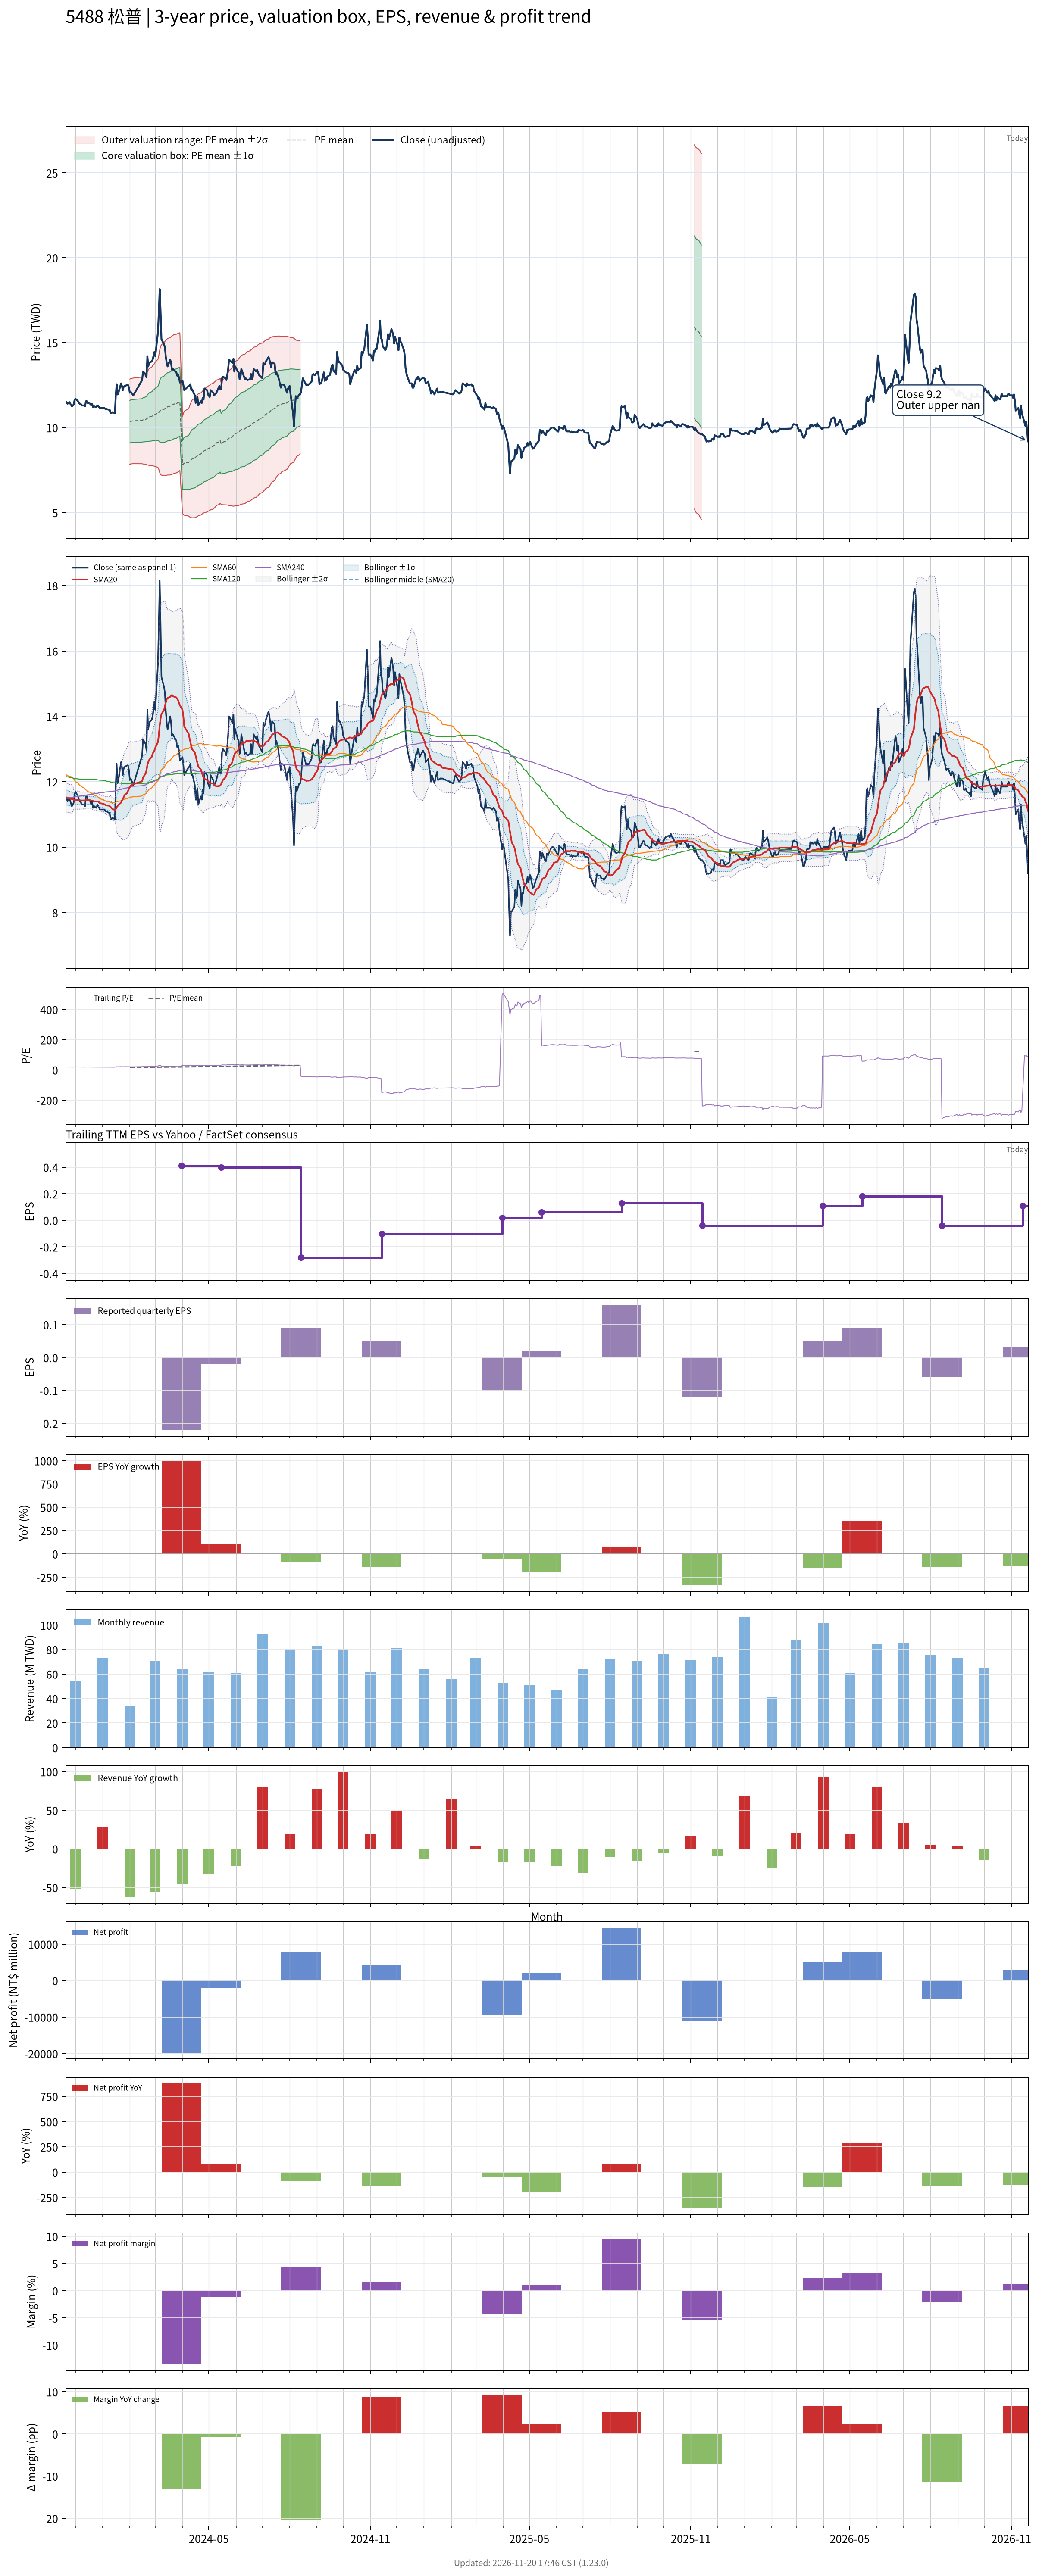 5488 松普 | 3-year price, valuation box, EPS, revenue & profit trend
Outer valuation range: PE mean ±2σ
Core valuation box: PE mean ±1σ
PE mean
Close (unadjusted)
Today
Price (TWD)
25
20
15
10
5
Close 9.2
Outer upper nan
Close (same as panel 1)
SMA20
SMA60
SMA120
SMA240
Bollinger ±2σ
Bollinger ±1σ
Bollinger middle (SMA20)
Price
18
16
14
12
10
8
Trailing P/E
P/E mean
P/E
400
200
0
-200
Trailing TTM EPS vs Yahoo / FactSet consensus
Today
EPS
0.4
0.2
0.0
-0.2
-0.4
Reported quarterly EPS
EPS
0.1
0.0
-0.1
-0.2
EPS YoY growth
YoY (%)
1000
750
500
250
0
-250
Monthly revenue
Revenue (M TWD)
100
80
60
40
20
0
Revenue YoY growth
YoY (%)
100
50
0
-50
Month
Net profit
Net profit (NT$ million)
10000
0
-10000
-20000
Net profit YoY
YoY (%)
750
500
250
0
-250
Net profit margin
Margin (%)
10
5
0
-5
-10
Margin YoY change
Δ margin (pp)
10
0
-10
-20
2024-05
2024-11
2025-05
2025-11
2026-05
2026-11
Updated: 2026-11-20 17:46 CST (1.23.0)